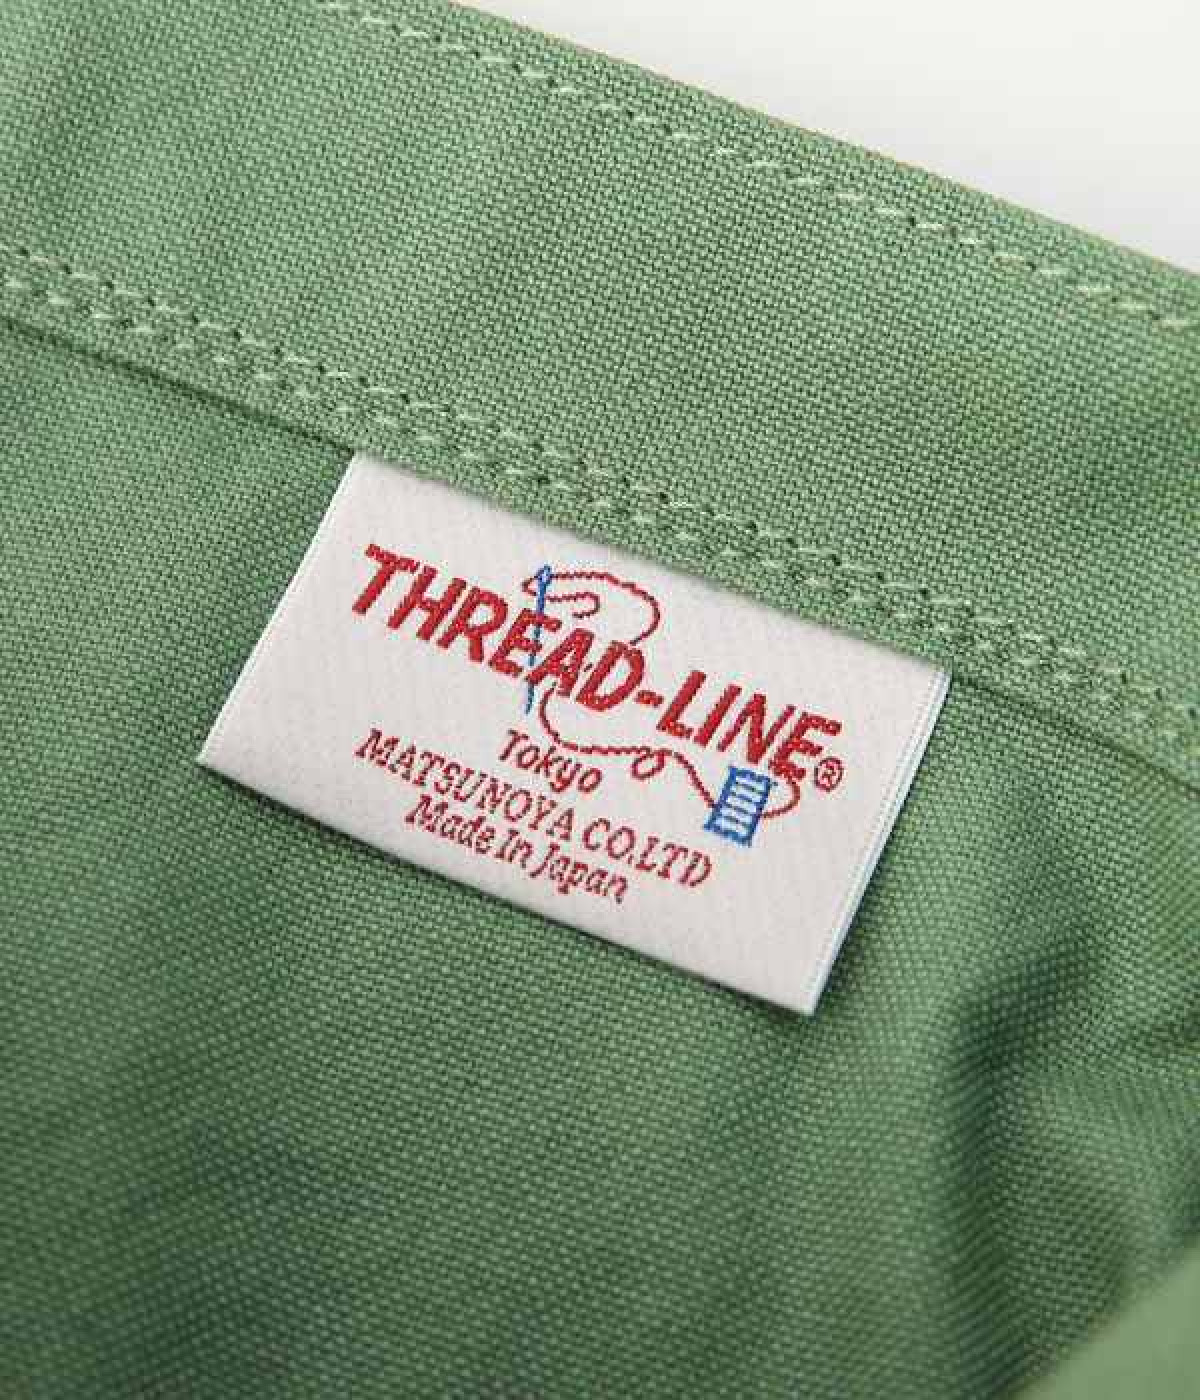 THREAD-LINE®
Tokyo
MATSUNOYA CO.LTD
Made In Japan